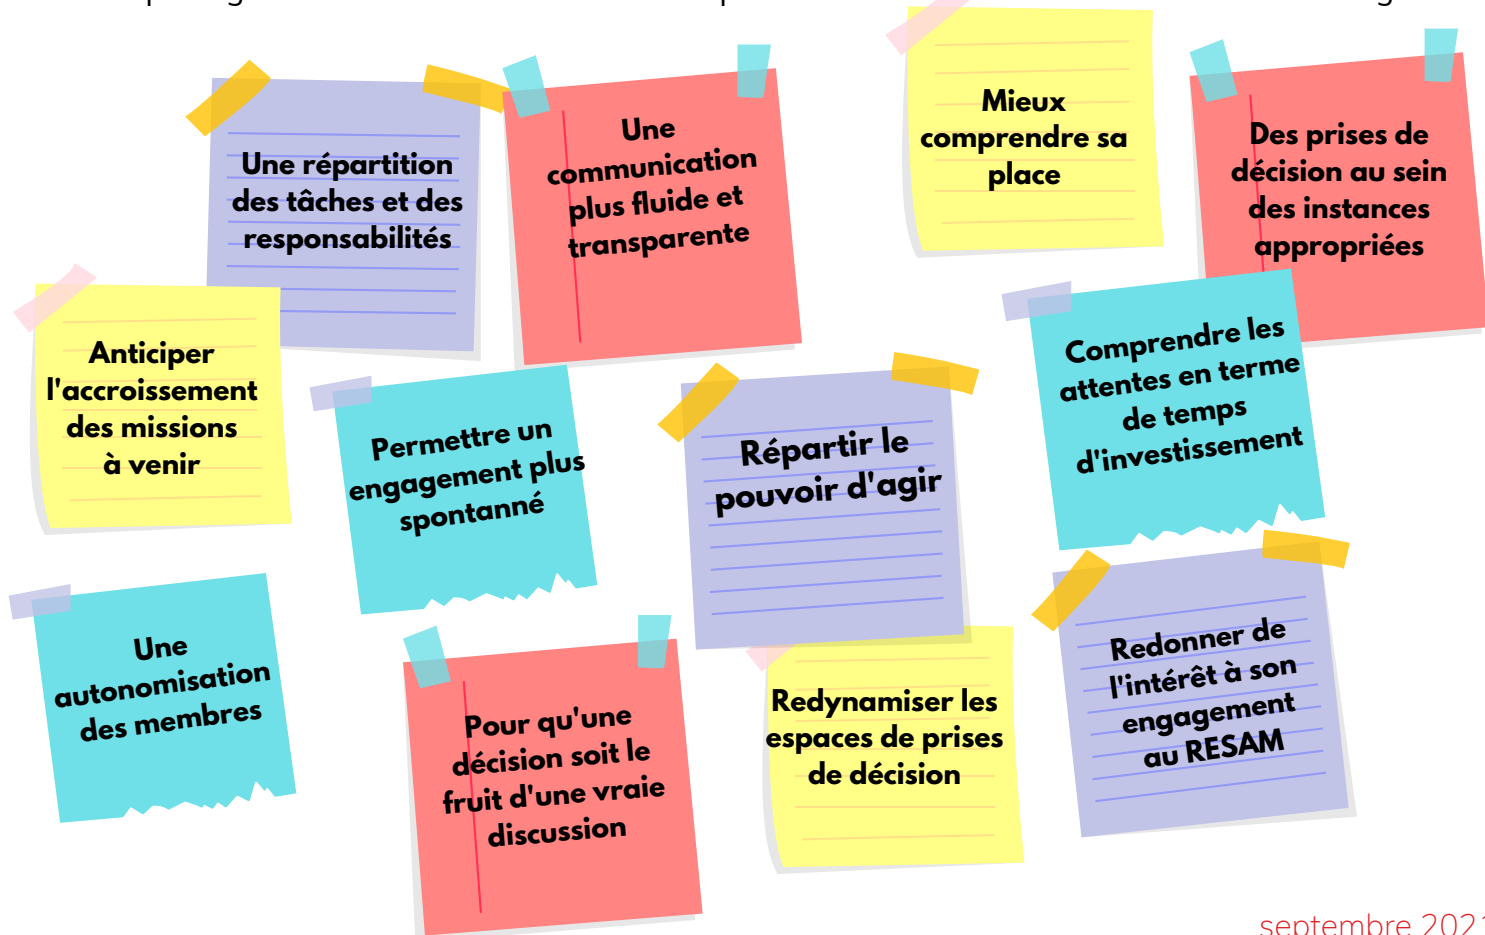 Une répartition
des tâches et des
responsabilités
Une
communication
plus fluide et
transparente
Mieux
comprendre sa
place
Des prises de
décision au sein
des instances
appropriées
Anticiper
l'accroissement
des missions
à venir
Permettre un
engagement plus
spontanné
Répartir le
pouvoir d'agir
Comprendre les
attentes en terme
de temps
d'investissement
Une
autonomisation
des membres
Pour qu'une
décision soit le
fruit d'une vraie
discussion
Redynamiser les
espaces de prises
de décision
Redonner de
l'intérêt à son
engagement
au RESAM
septembre 2021